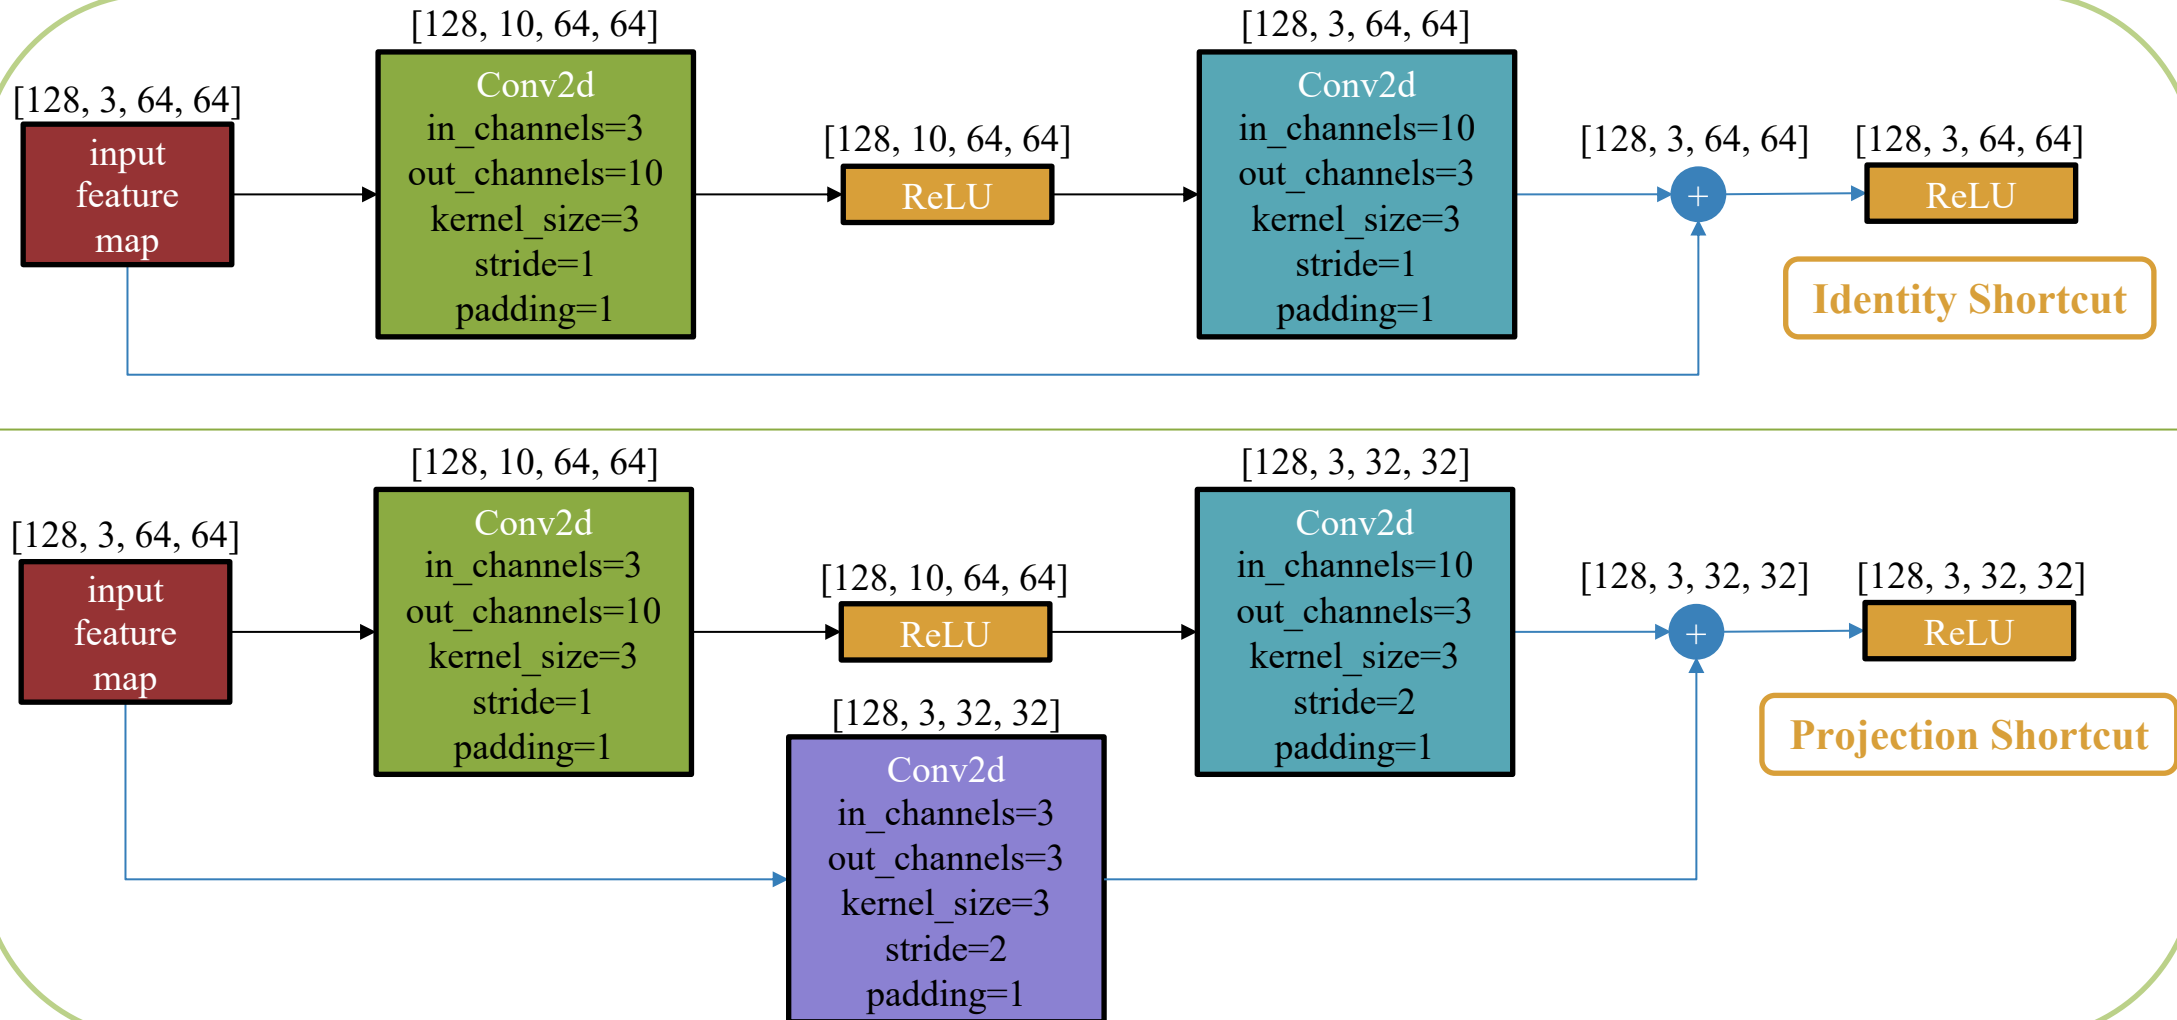 [128, 3, 64, 64]
input
feature
map
[128, 10, 64, 64]
Conv2d
in_channels=3
out_channels=10
kernel_size=3
stride=1
padding=1
[128, 10, 64, 64]
ReLU
[128, 3, 64, 64]
Conv2d
in_channels=10
out_channels=3
kernel_size=3
stride=1
padding=1
[128, 3, 64, 64]
+
[128, 3, 64, 64]
ReLU
Identity Shortcut
[128, 3, 64, 64]
input
feature
map
[128, 10, 64, 64]
Conv2d
in_channels=3
out_channels=10
kernel_size=3
stride=1
padding=1
[128, 10, 64, 64]
ReLU
[128, 3, 32, 32]
Conv2d
in_channels=3
out_channels=3
kernel_size=3
stride=2
padding=1
[128, 3, 32, 32]
Conv2d
in_channels=10
out_channels=3
kernel_size=3
stride=2
padding=1
[128, 3, 32, 32]
+
[128, 3, 32, 32]
ReLU
Projection Shortcut